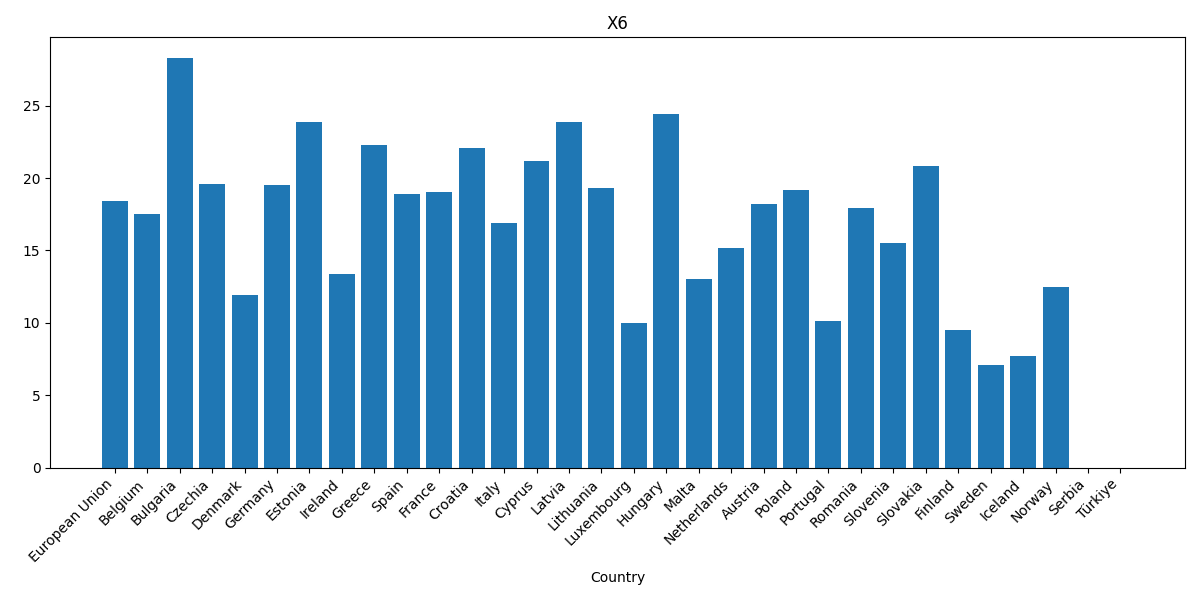 X6
25
20
15
10
5
0
European Union
Belgium
Bulgaria
Czechia
Denmark
Germany
Estonia
Ireland
Greece
Spain
France
Croatia
Italy
Cyprus
Latvia
Lithuania
Luxembourg
Hungary
Malta
Netherlands
Austria
Poland
Portugal
Romania
Slovenia
Slovakia
Finland
Sweden
Iceland
Norway
Serbia
Türkiye
Country